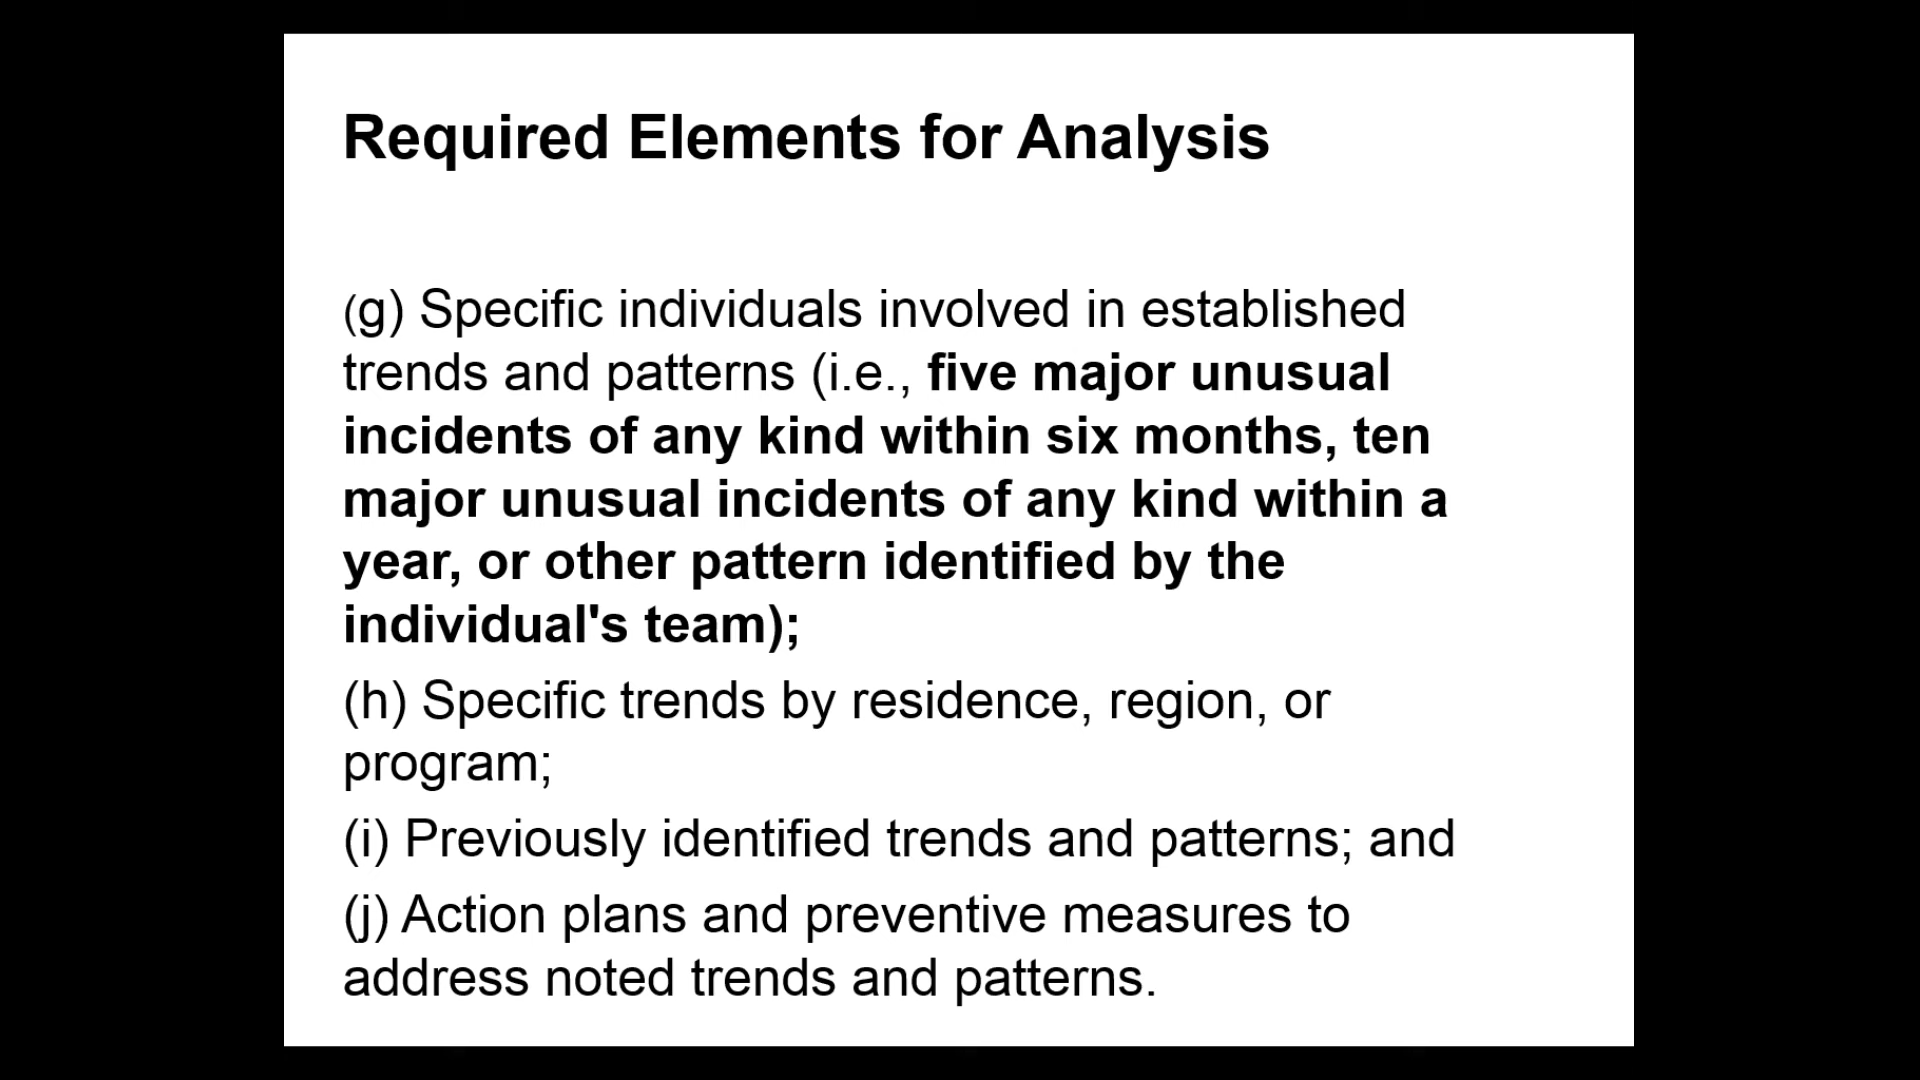 Required Elements for Analysis
(g) Specific individuals involved in established
trends and patterns (i.e., five major unusual
incidents of any kind within six months, ten
major unusual incidents of any kind within a
year, or other pattern identified by the
individual's team);
(h) Specific trends by residence, region, or
program;
(i) Previously identified trends and patterns; and
(j) Action plans and preventive measures to
address noted trends and patterns.